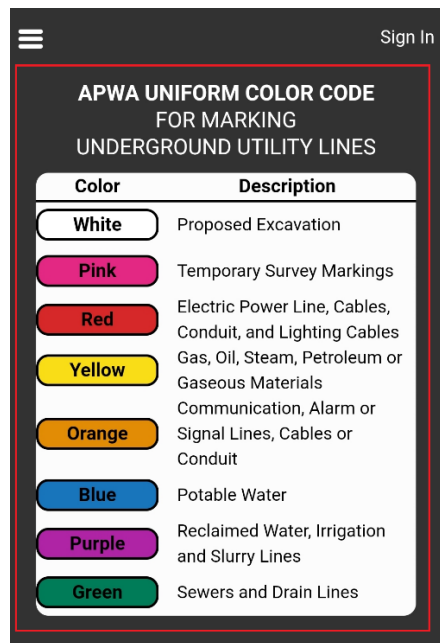 Sign In
APWA UNIFORM COLOR CODE
FOR MARKING
UNDERGROUND UTILITY LINES
Color Description
White Proposed Excavation
Pink Temporary Survey Markings
Red Electric Power Line, Cables,
Conduit, and Lighting Cables
Yellow Gas, Oil, Steam, Petroleum or
Gaseous Materials
Orange Communication, Alarm or
Signal Lines, Cables or
Conduit
Blue Potable Water
Purple Reclaimed Water, Irrigation
and Slurry Lines
Green Sewers and Drain Lines